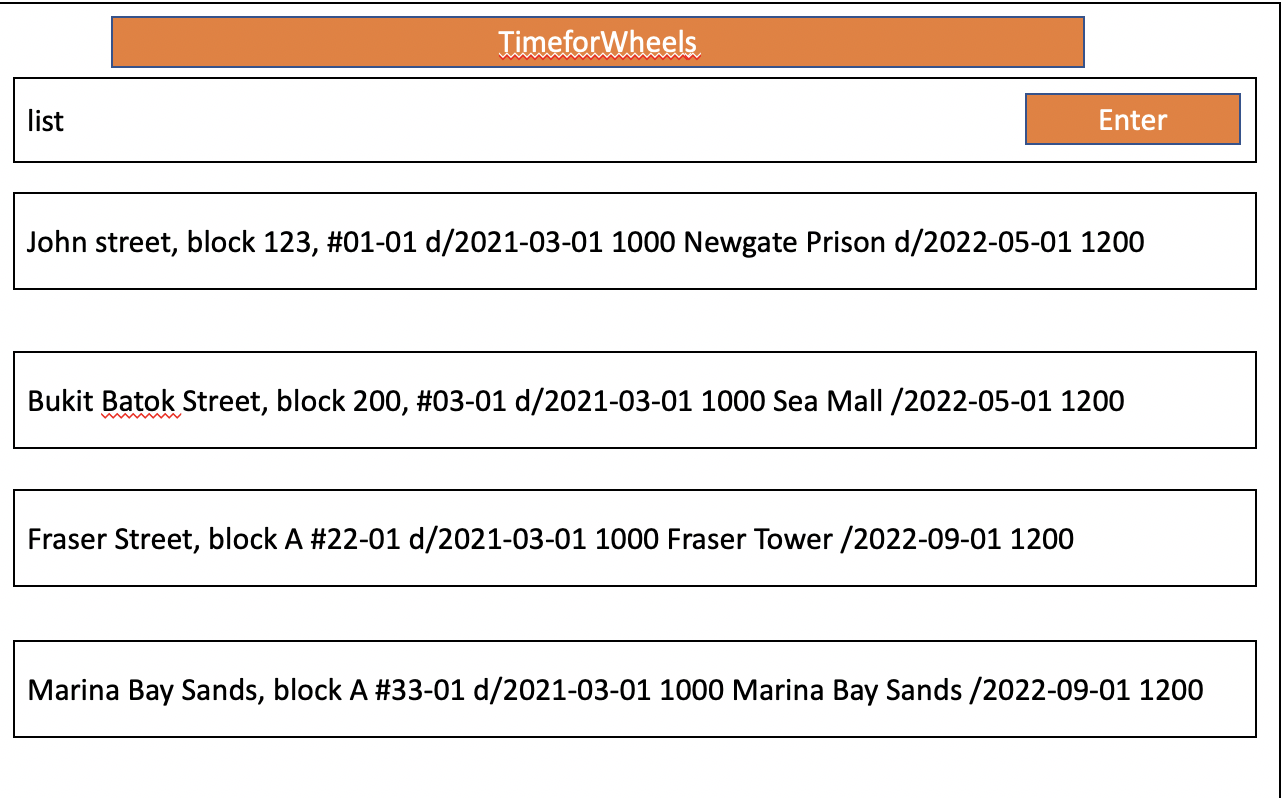 TimeforWheels
list
Enter
John street, block 123, #01-01 d/2021-03-01 1000 Newgate Prison d/2022-05-01 1200
Bukit Batok Street, block 200, #03-01 d/2021-03-01 1000 Sea Mall /2022-05-01 1200
Fraser Street, block A #22-01 d/2021-03-01 1000 Fraser Tower /2022-09-01 1200
Marina Bay Sands, block A #33-01 d/2021-03-01 1000 Marina Bay Sands /2022-09-01 1200